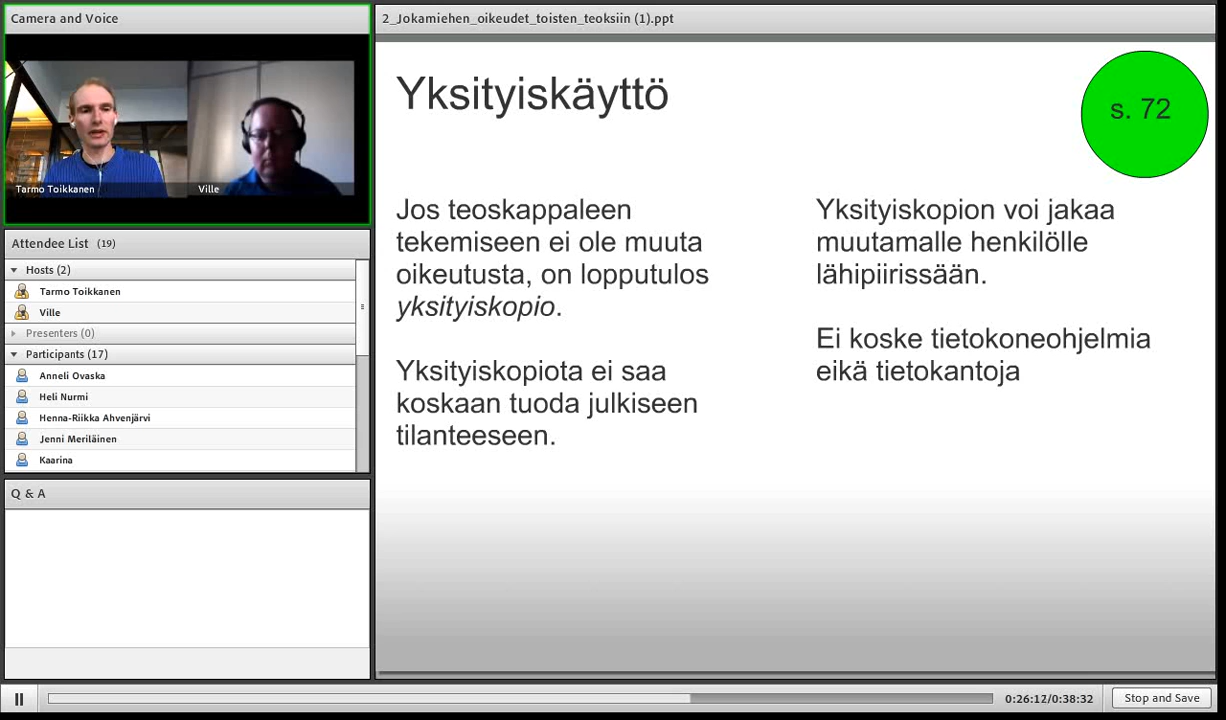 Camera and Voice
Tarmo Toikkanen
Ville
Attendee List (19)
Hosts (2)
Tarmo Toikkanen
Ville
Presenters (0)
Participants (17)
Anneli Ovaska
Heli Nurmi
Henna-Riikka Ahvenjärvi
Jenni Meriläinen
Kaarina
Q & A
2_Jokamiehen_oikeudet_toisten_teoksiin (1).ppt
Yksityiskäyttö
s. 72
Jos teoskappaleen
tekemiseen ei ole muuta
oikeutusta, on lopputulos
yksityiskopio.
Yksityiskopiota ei saa
koskaan tuoda julkiseen
tilanteeseen.
Yksityiskopion voi jakaa
muutamalle henkilölle
lähipiirissään.
Ei koske tietokoneohjelmia
eikä tietokantoja
0:26:12/0:38:32
Stop and Save